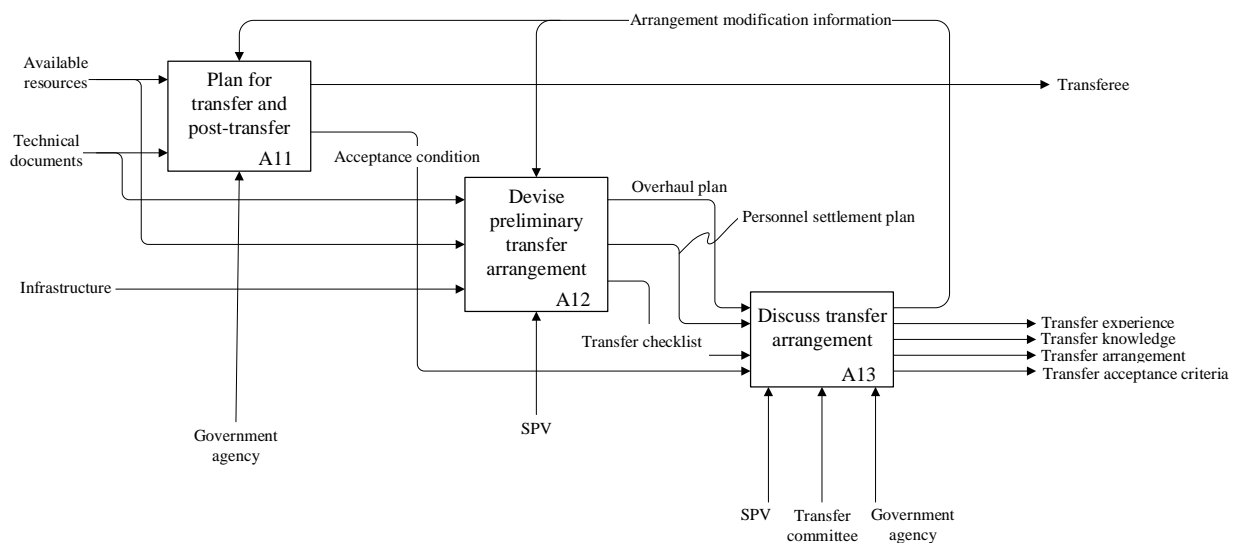 Arrangement modification information
Available
resources
Plan for
transfer and
post-transfer
A11
Transferee
Technical
documents
Acceptance condition
Devise
preliminary
transfer
arrangement
A12
Overhaul plan
Personnel settlement plan
Infrastructure
Discuss transfer
arrangement
A13
Transfer checklist
Transfer experience
Transfer knowledge
Transfer arrangement
Transfer acceptance criteria
Government
agency
SPV
SPV
Transfer
committee
Government
agency